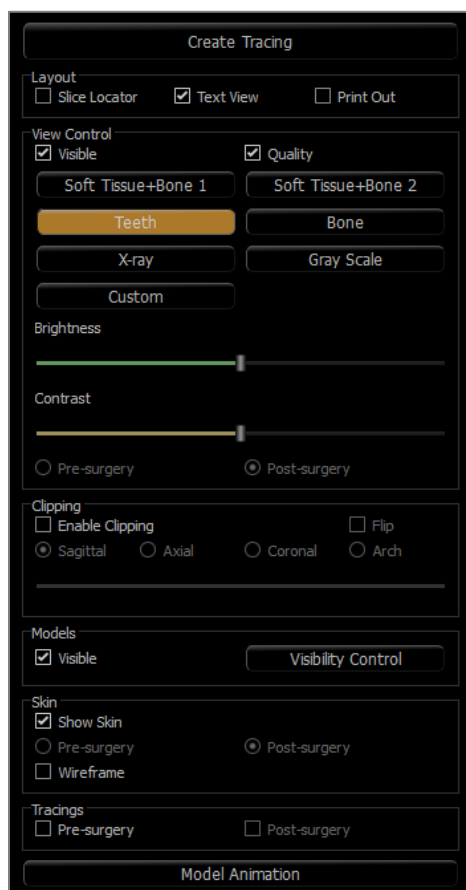 Create Tracing
Layout
Slice Locator Text View Print Out
View Control
Visible Quality
Soft Tissue+Bone 1 Soft Tissue+Bone 2
Teeth Bone
X-ray Gray Scale
Custom
Brightness
Contrast
Pre-surgery Post-surgery
Clipping
Enable Clipping Flip
Sagittal Axial Coronal Arch
Models
Visible Visibility Control
Skin
Show Skin
Pre-surgery Post-surgery
Wireframe
Tracings
Pre-surgery Post-surgery
Model Animation